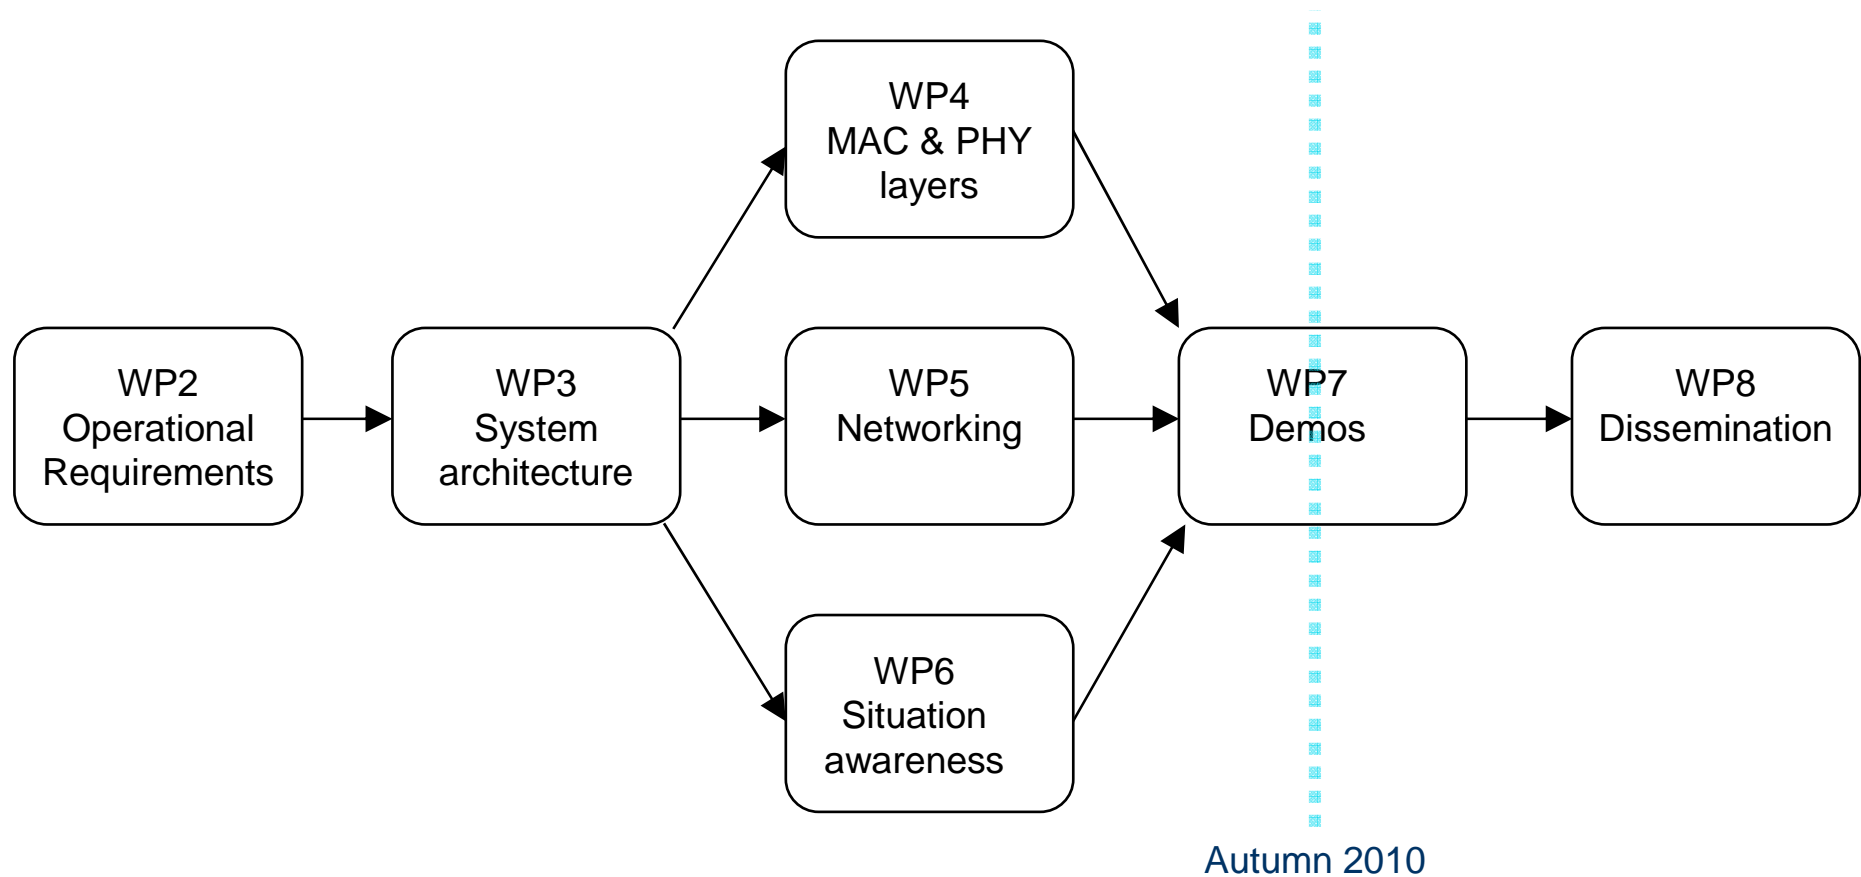 WP2
Operational
Requirements
WP3
System
architecture
WP4
MAC & PHY
layers
WP5
Networking
WP6
Situation
awareness
WP7
Demos
WP8
Dissemination
Autumn 2010